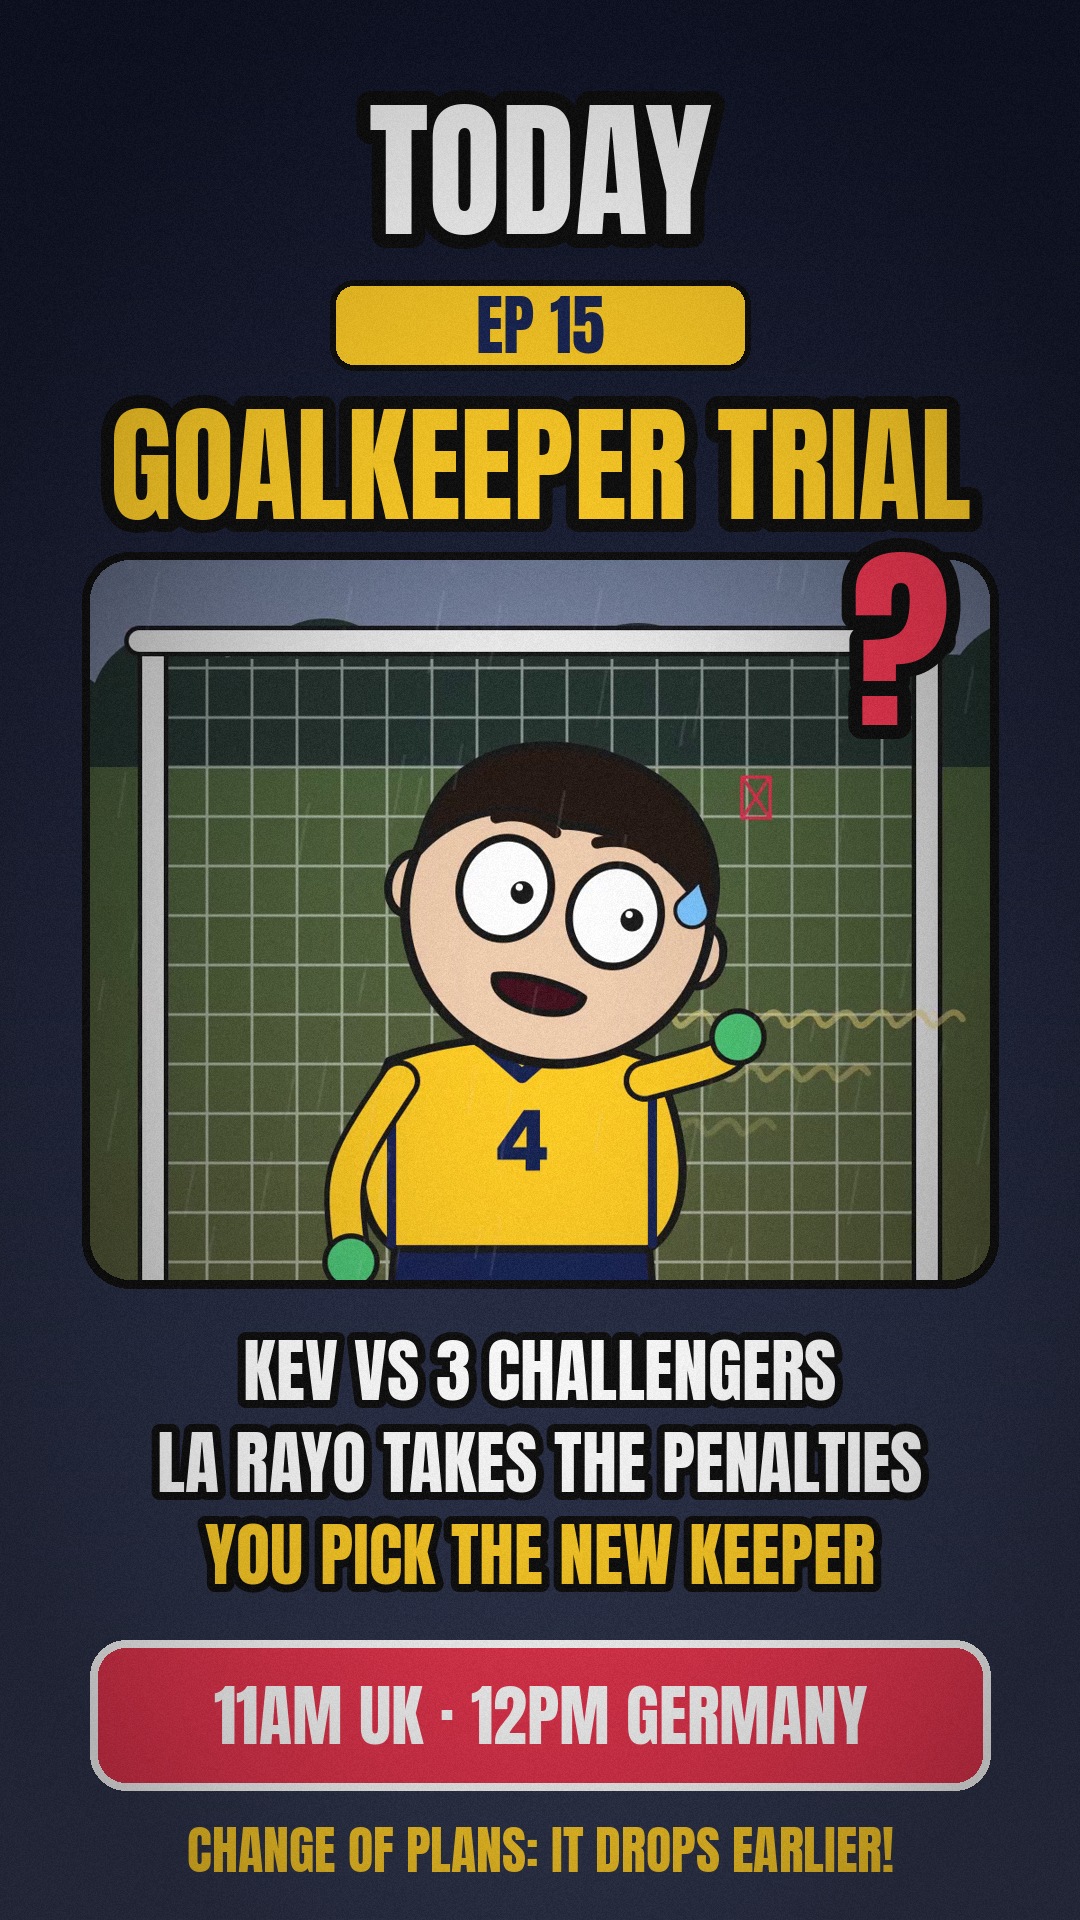 TODAY
EP 15
GOALKEEPER TRIAL
?
4
KEV VS 3 CHALLENGERS
LA RAYO TAKES THE PENALTIES
YOU PICK THE NEW KEEPER
11AM UK · 12PM GERMANY
CHANGE OF PLANS: IT DROPS EARLIER!